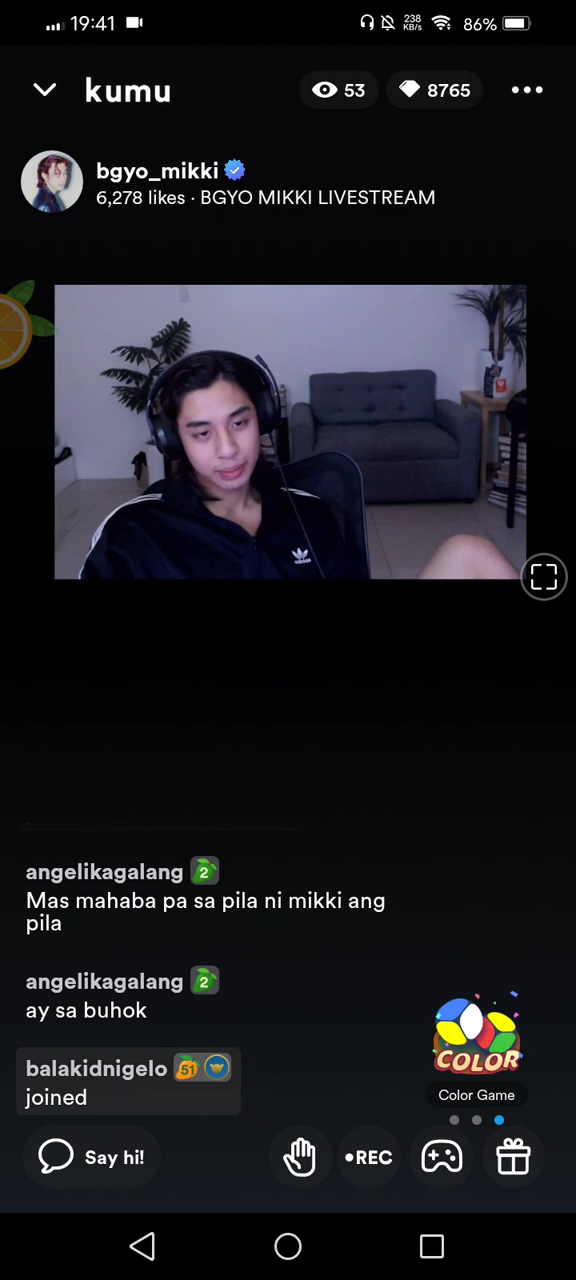 19:41
238
KB/s
86%
kumu
53
8765
bgyo_mikki
6,278 likes · BGYO MIKKI LIVESTREAM
adidas
angelikagalang 2
Mas mahaba pa sa pila ni mikki ang
pila
angelikagalang 2
ay sa buhok
balakidnigelo 51
joined
COLOR
Color Game
Say hi!
•REC